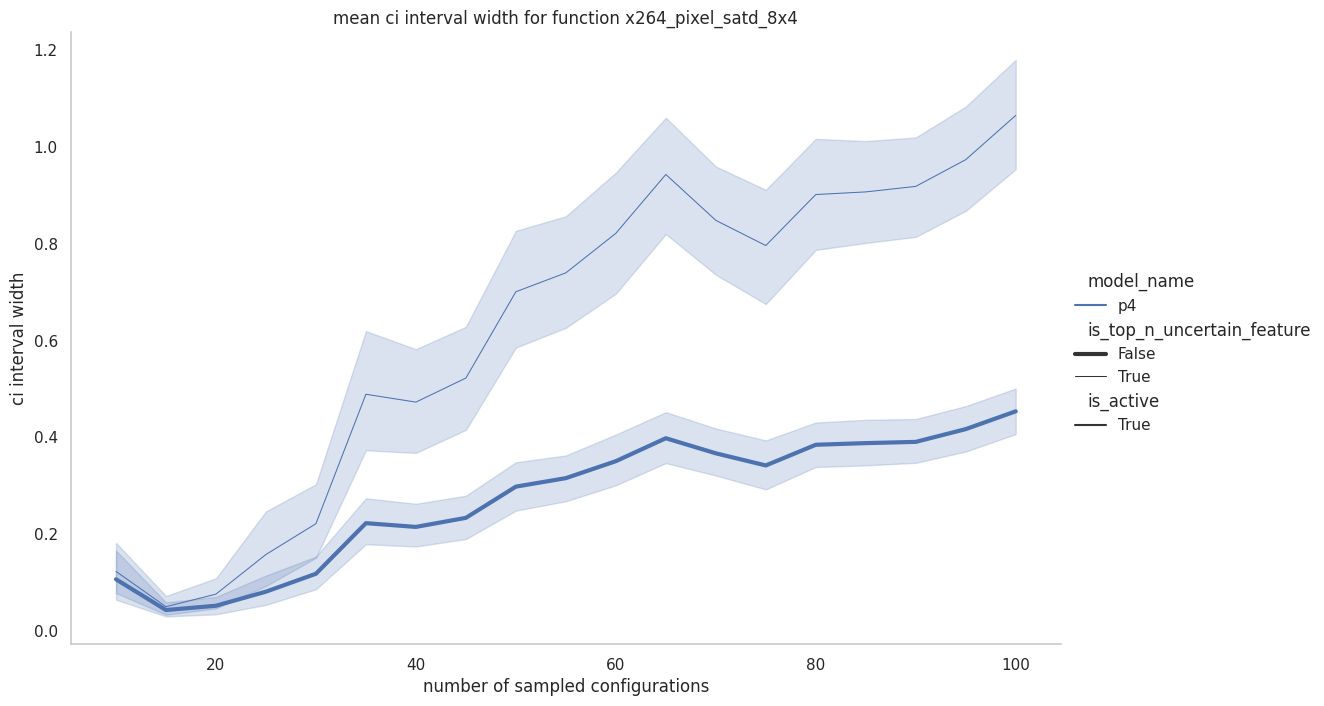 mean ci interval width for function x264_pixel_satd_8x4
ci interval width
1.2
1.0
0.8
0.6
0.4
0.2
0.0
20
40
60
80
100
number of sampled configurations
model_name
p4
is_top_n_uncertain_feature
False
True
is_active
True